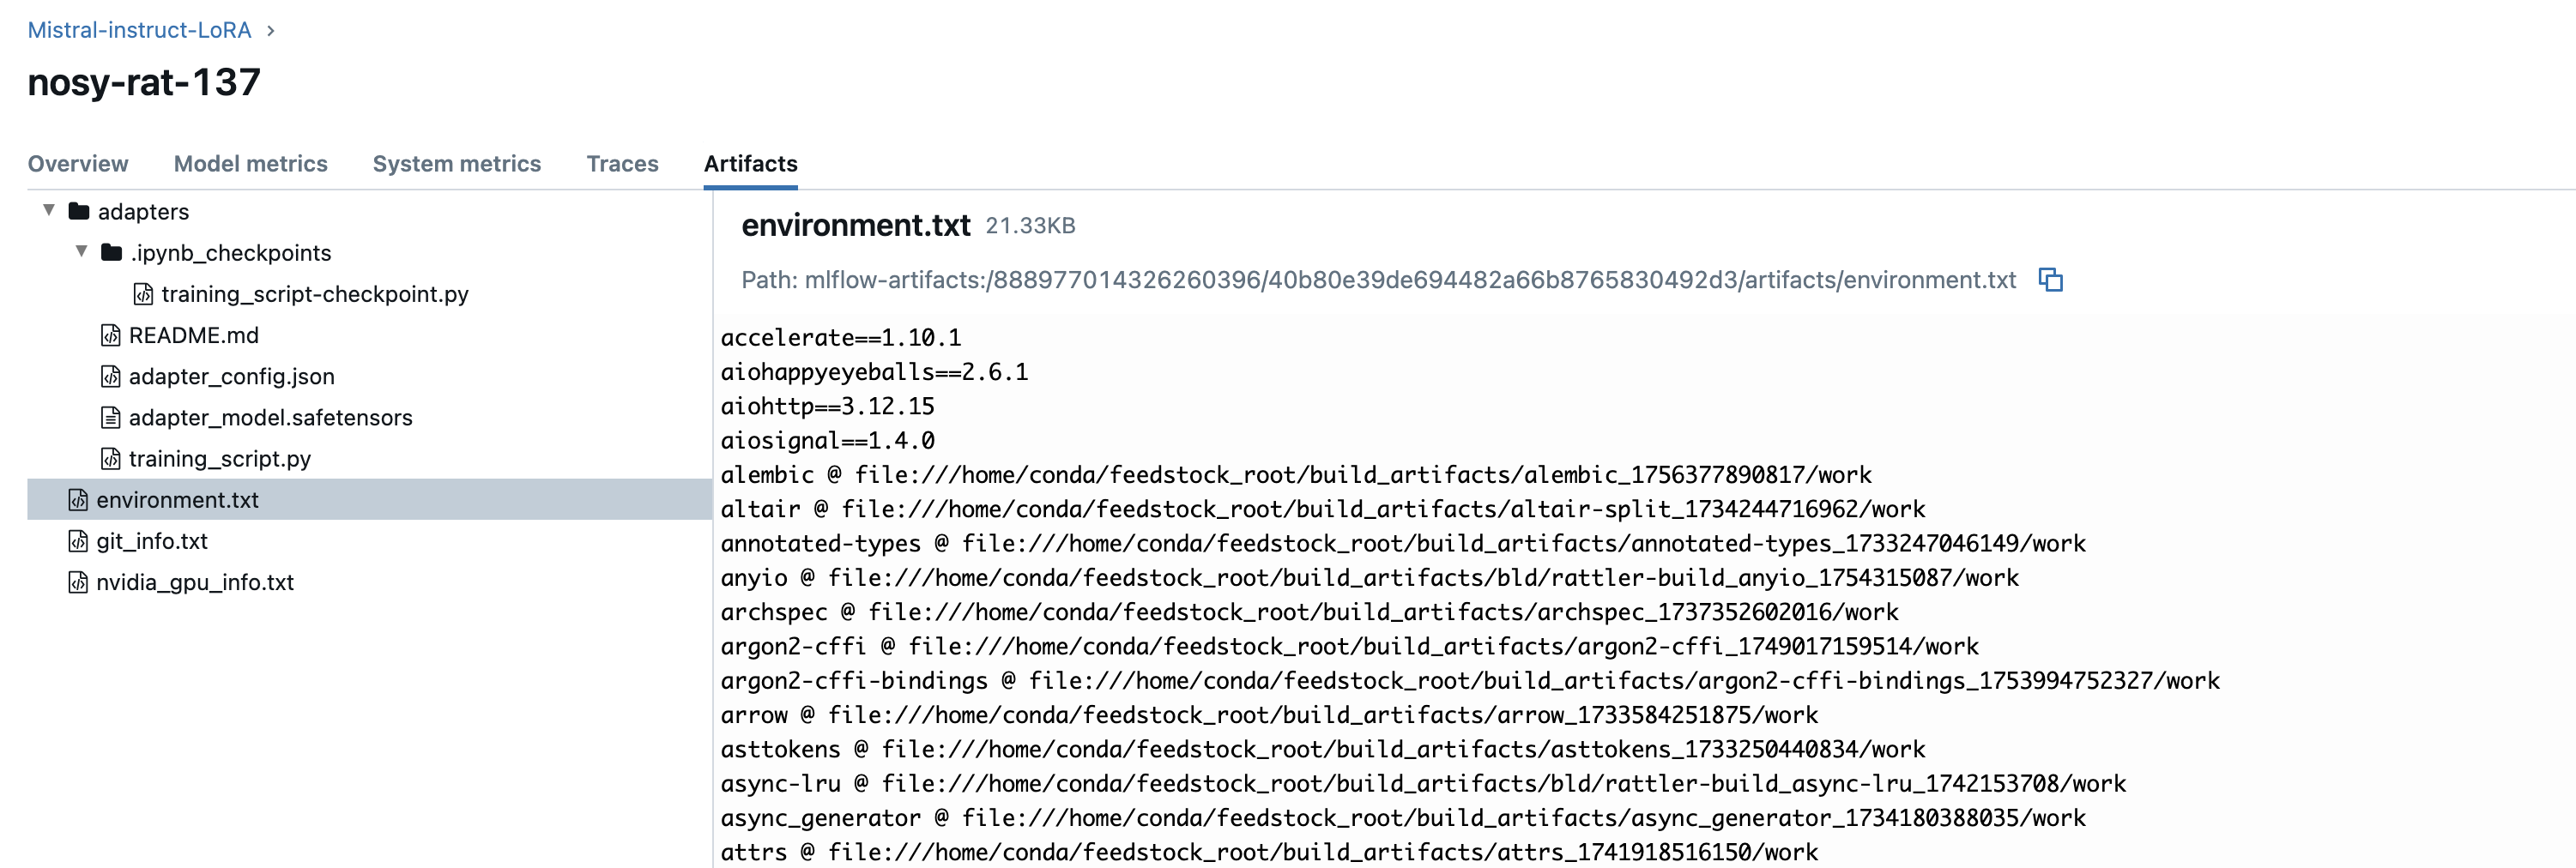 Mistral-instruct-LoRA >
nosy-rat-137
Overview Model metrics System metrics Traces Artifacts
adapters
.ipynb_checkpoints
training_script-checkpoint.py
README.md
adapter_config.json
adapter_model.safetensors
training_script.py
environment.txt
git_info.txt
nvidia_gpu_info.txt
environment.txt 21.33KB
Path: mlflow-artifacts:/888977014326260396/40b80e39de694482a66b8765830492d3/artifacts/environment.txt
accelerate==1.10.1
aiohappyeyeballs==2.6.1
aiohttp==3.12.15
aiosignal==1.4.0
alembic @ file:///home/conda/feedstock_root/build_artifacts/alembic_1756377890817/work
altair @ file:///home/conda/feedstock_root/build_artifacts/altair-split_1734244716962/work
annotated-types @ file:///home/conda/feedstock_root/build_artifacts/annotated-types_1733247046149/work
anyio @ file:///home/conda/feedstock_root/build_artifacts/bld/rattler-build_anyio_1754315087/work
archspec @ file:///home/conda/feedstock_root/build_artifacts/archspec_1737352602016/work
argon2-cffi @ file:///home/conda/feedstock_root/build_artifacts/argon2-cffi_1749017159514/work
argon2-cffi-bindings @ file:///home/conda/feedstock_root/build_artifacts/argon2-cffi-bindings_1753994752327/work
arrow @ file:///home/conda/feedstock_root/build_artifacts/arrow_1733584251875/work
asttokens @ file:///home/conda/feedstock_root/build_artifacts/asttokens_1733250440834/work
async-lru @ file:///home/conda/feedstock_root/build_artifacts/bld/rattler-build_async-lru_1742153708/work
async_generator @ file:///home/conda/feedstock_root/build_artifacts/async_generator_1734180388035/work
attrs @ file:///home/conda/feedstock_root/build_artifacts/attrs_1741918516150/work